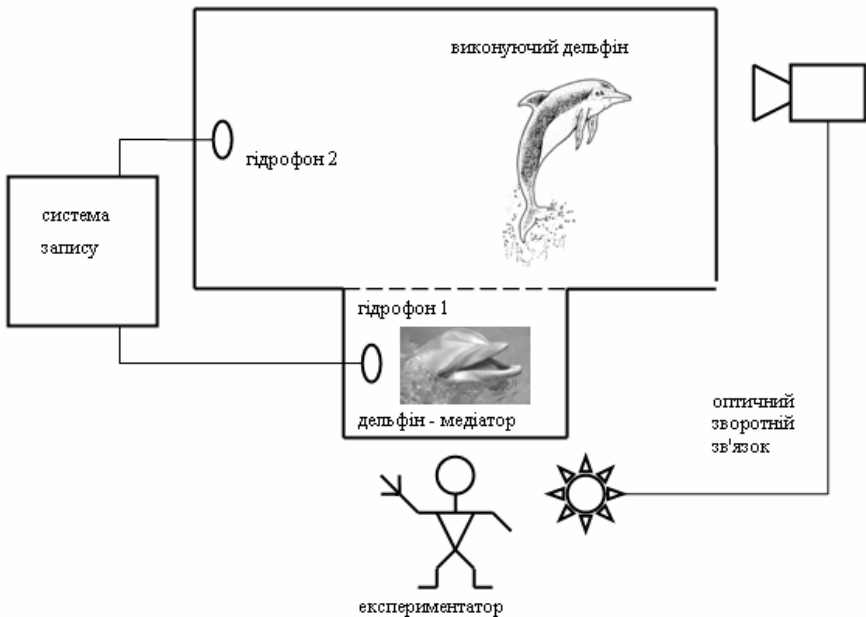 виконуючий дельфін
гідрофон 2
система
запису
гідрофон 1
дельфін - медіатор
оптичний
зворотній
зв'язок
експериментатор